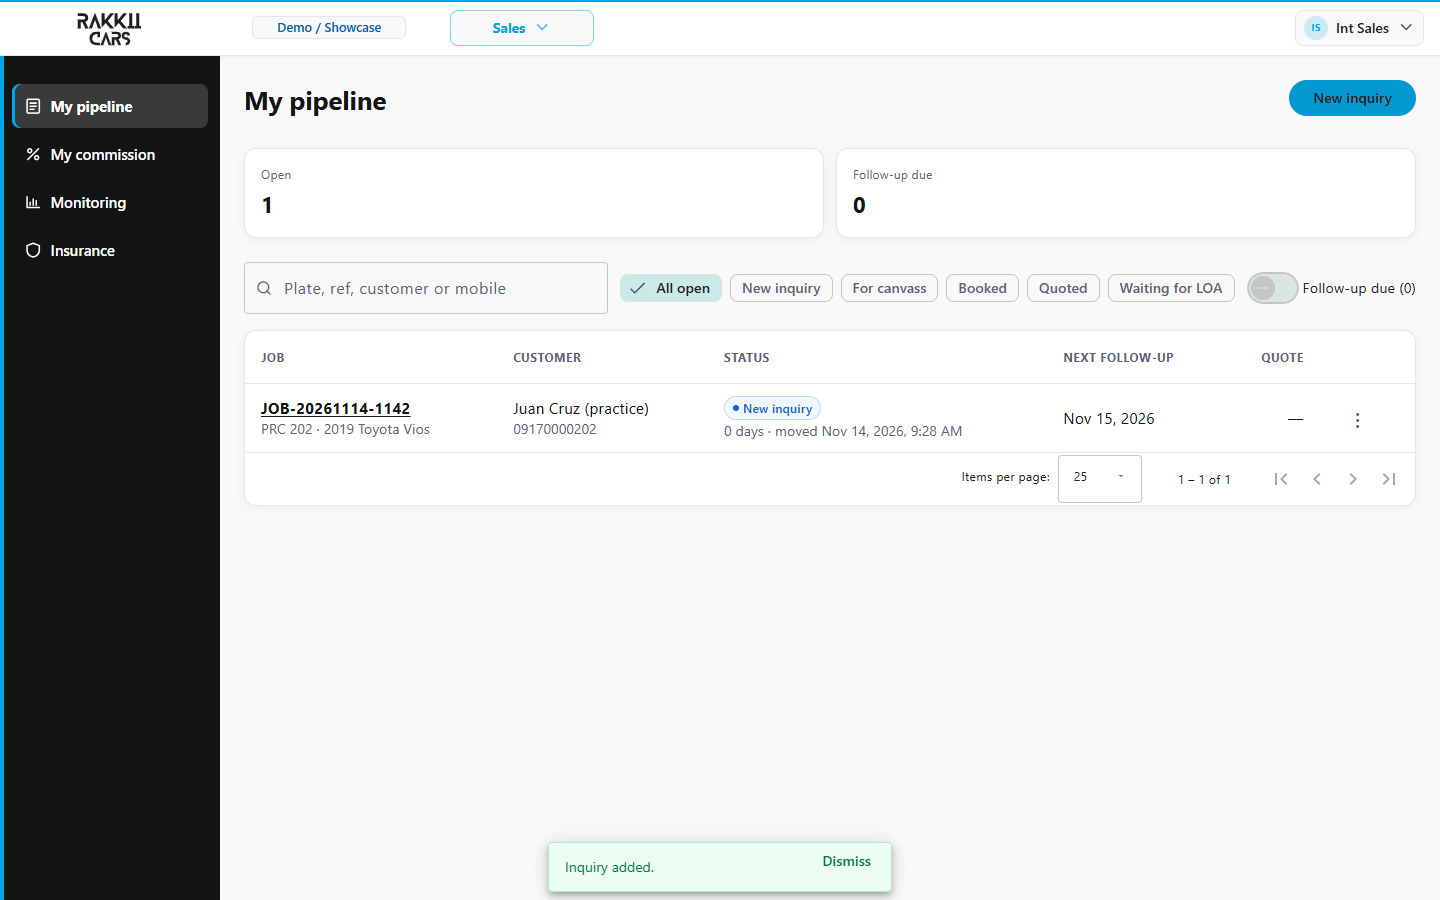 RAKKII
CARS
Demo / Showcase
Sales
IS
Int Sales
My pipeline
My commission
Monitoring
Insurance
My pipeline
New inquiry
Open
1
Follow-up due
0
Plate, ref, customer or mobile
All open
New inquiry
For canvass
Booked
Quoted
Waiting for LOA
Follow-up due (0)
JOB
CUSTOMER
STATUS
NEXT FOLLOW-UP
QUOTE
JOB-20261114-1142
PRC 202 · 2019 Toyota Vios
Juan Cruz (practice)
09170000202
New inquiry
0 days · moved Nov 14, 2026, 9:28 AM
Nov 15, 2026
—
Items per page:
25
1 – 1 of 1
Inquiry added.
Dismiss